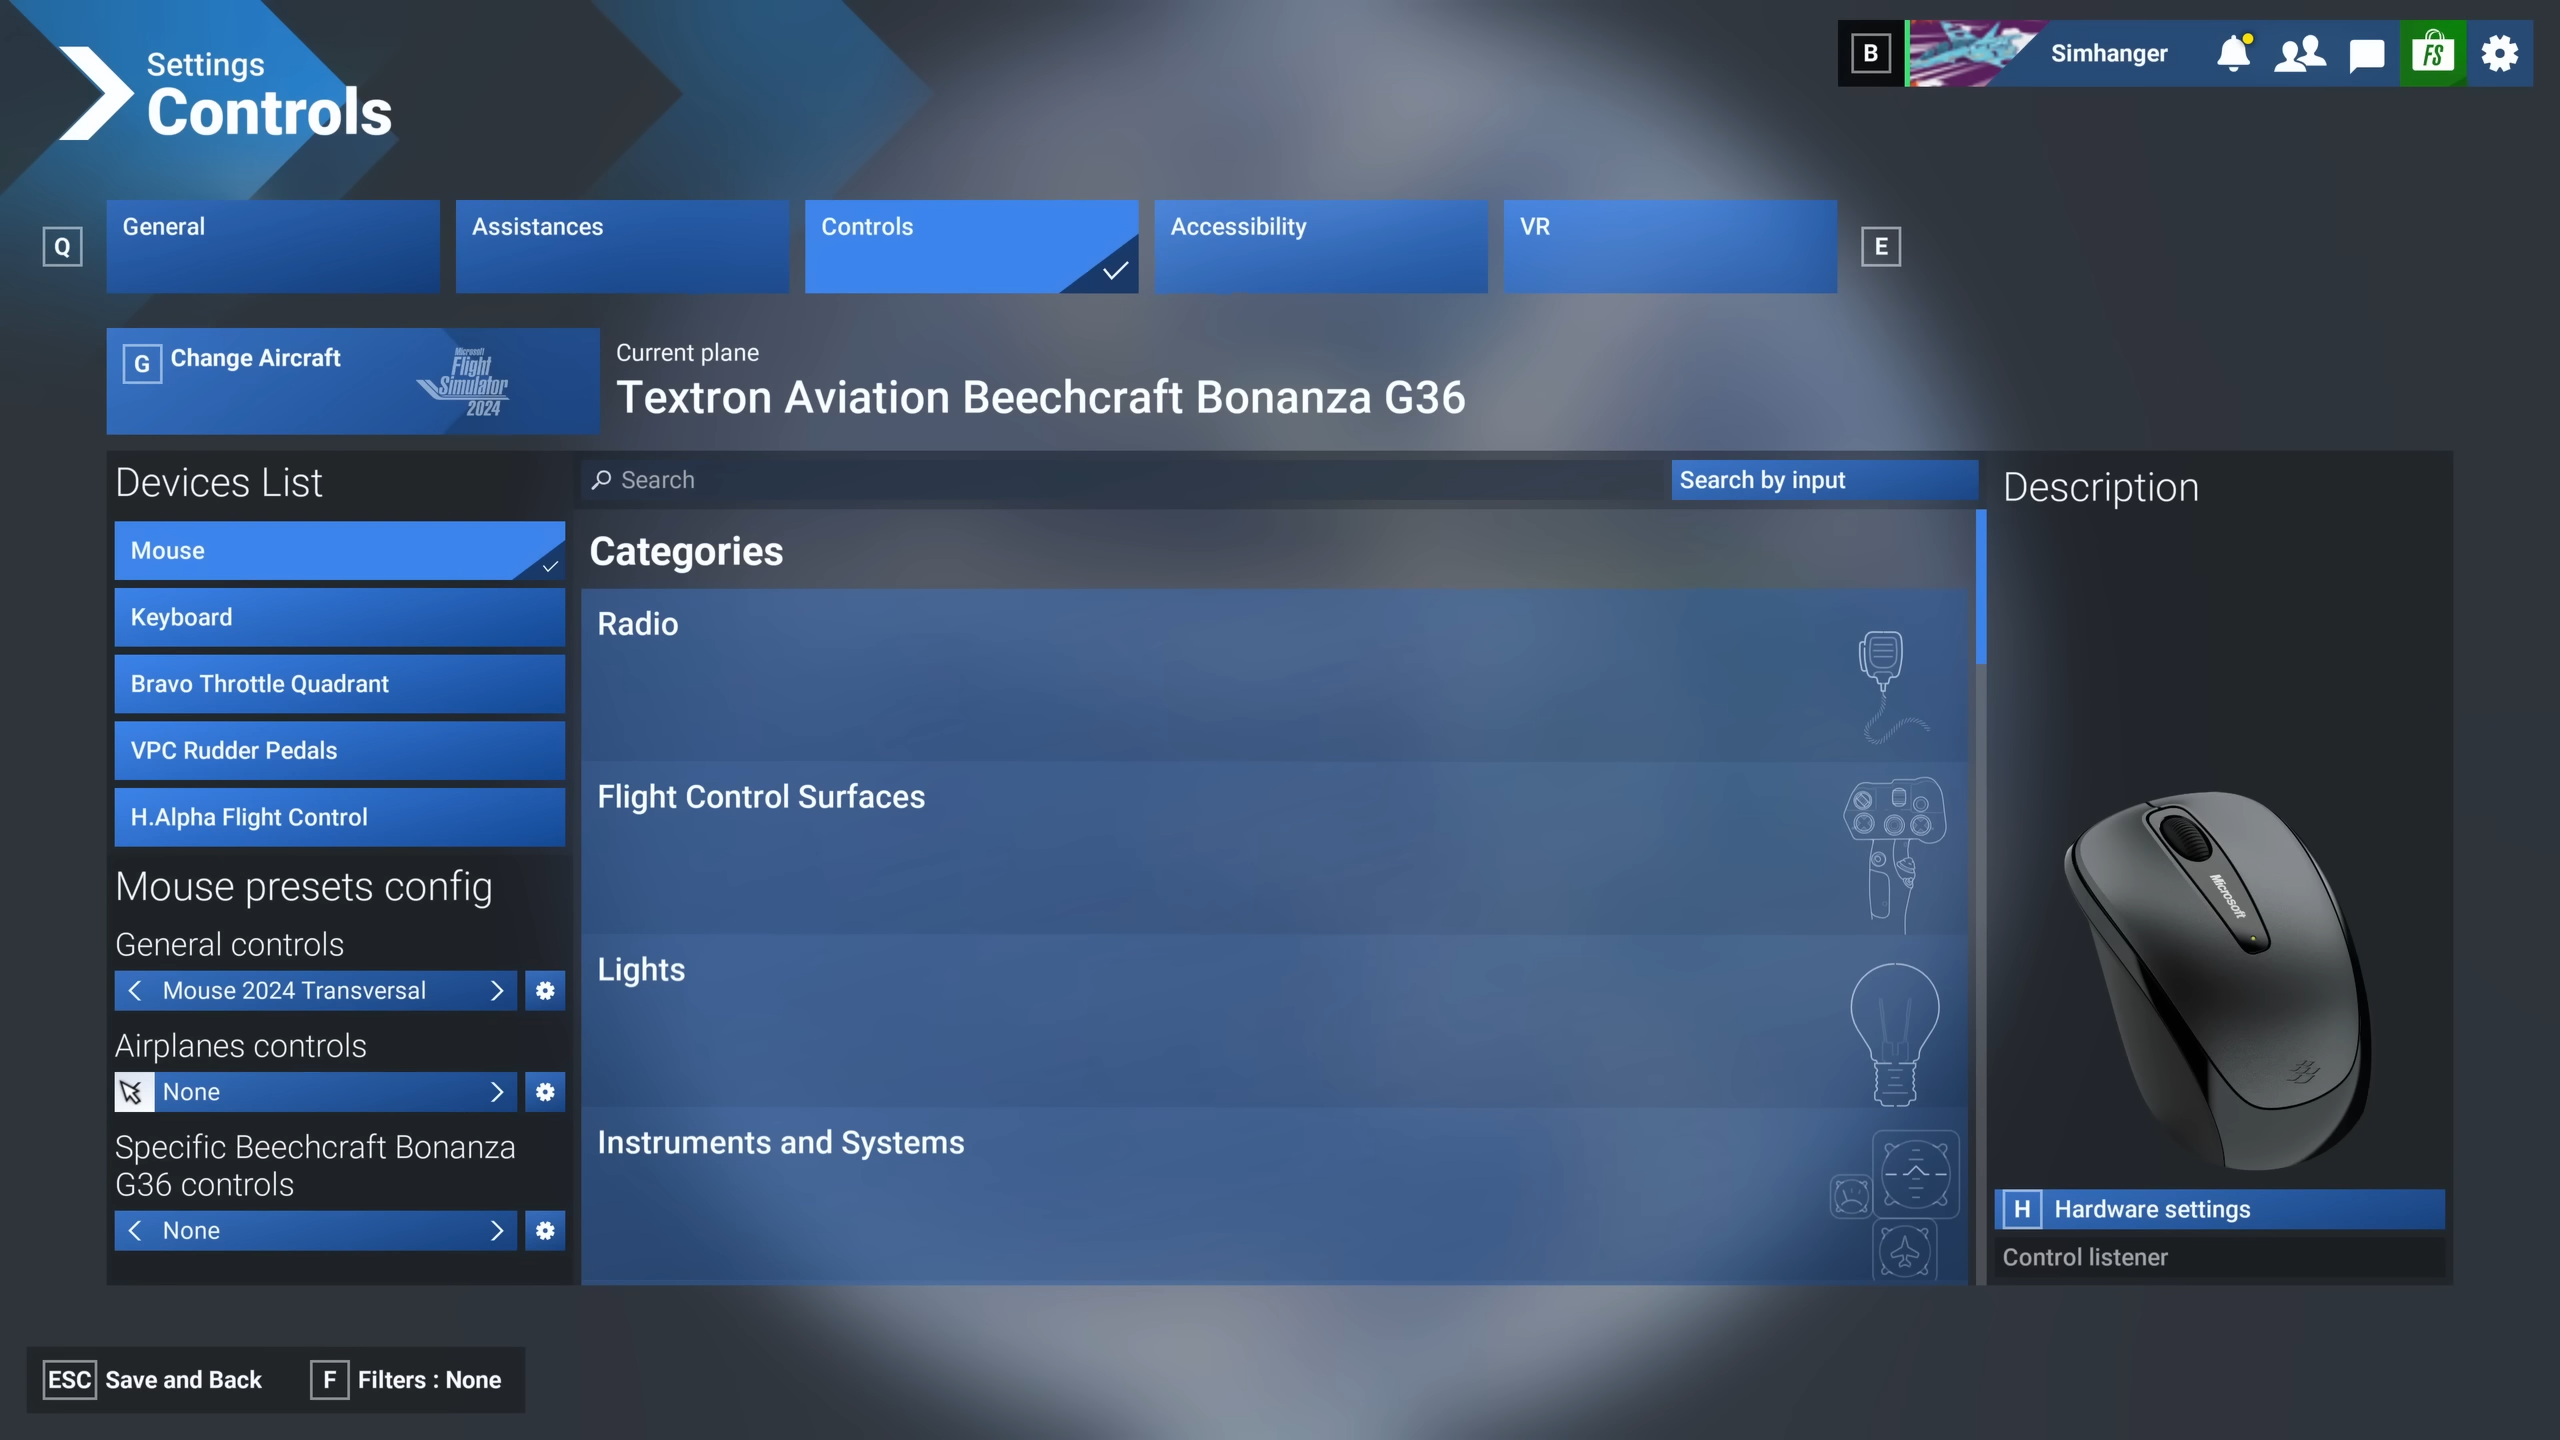 Settings
Controls
B
Simhanger
FS
Q
General
Assistances
Controls
Accessibility
VR
E
G
Change Aircraft
Microsoft
Flight
Simulator
2024
Current plane
Textron Aviation Beechcraft Bonanza G36
Devices List
Mouse
Keyboard
Bravo Throttle Quadrant
VPC Rudder Pedals
H.Alpha Flight Control
Mouse presets config
General controls
Mouse 2024 Transversal
Airplanes controls
None
Specific Beechcraft Bonanza
G36 controls
None
Search
Search by input
Categories
Radio
Flight Control Surfaces
Lights
Instruments and Systems
Description
Microsoft
H
Hardware settings
Control listener
ESC
Save and Back
F
Filters : None